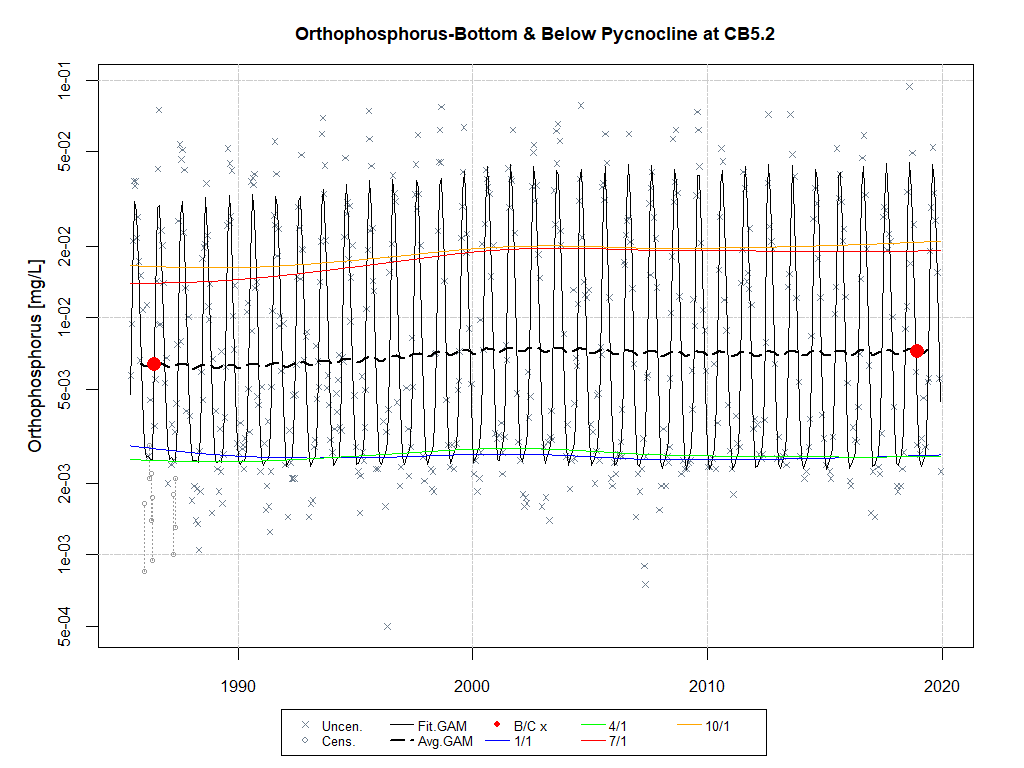 Orthophosphorus-Bottom & Below Pycnocline at CB5.2
Orthophosphorus [mg/L]
1e-01
5e-02
2e-02
1e-02
5e-03
2e-03
1e-03
5e-04
1990 2000 2010 2020
Uncen. Fit.GAM B/C x 4/1 10/1
Cens. Avg.GAM 1/1 7/1